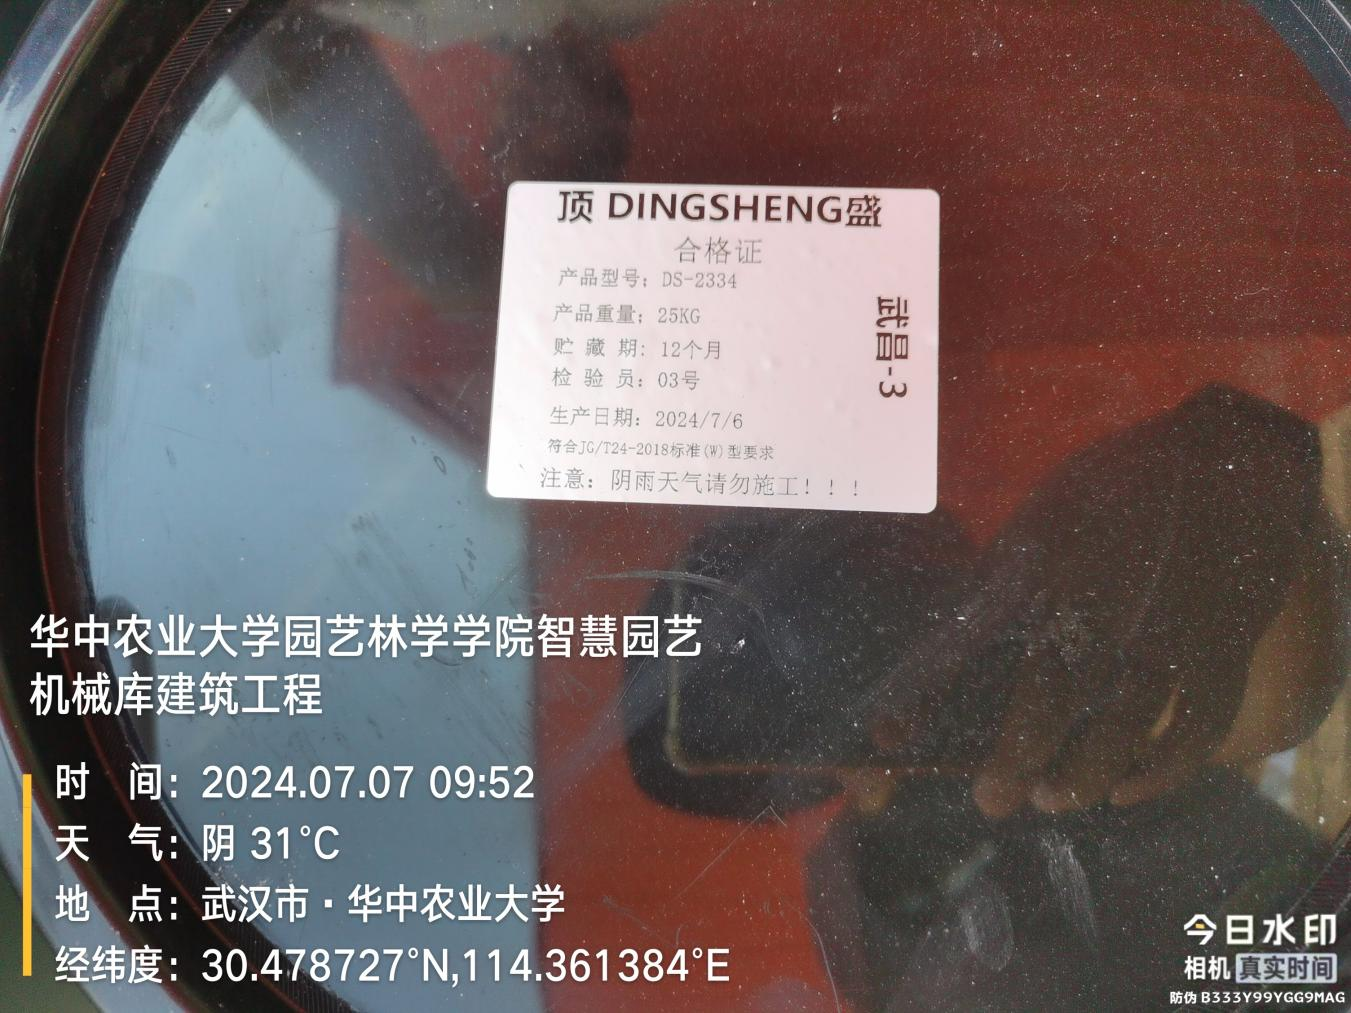 顶 DINGSHENG盛
合格证
产品型号：DS-2334
产品重量：25KG
贮 藏 期：12个月
检 验 员：03号
生产日期：2024/7/6
符合JG/T24-2018标准(W)型要求
注意：阴雨天气请勿施工！！！
武昌-3
华中农业大学园艺林学学院智慧园艺
机械库建筑工程
时 间：2024.07.07 09:52
天 气：阴 31°C
地 点：武汉市·华中农业大学
经纬度：30.478727°N,114.361384°E
今日水印
相机 真实时间
防伪 B333Y99YGG9MAG